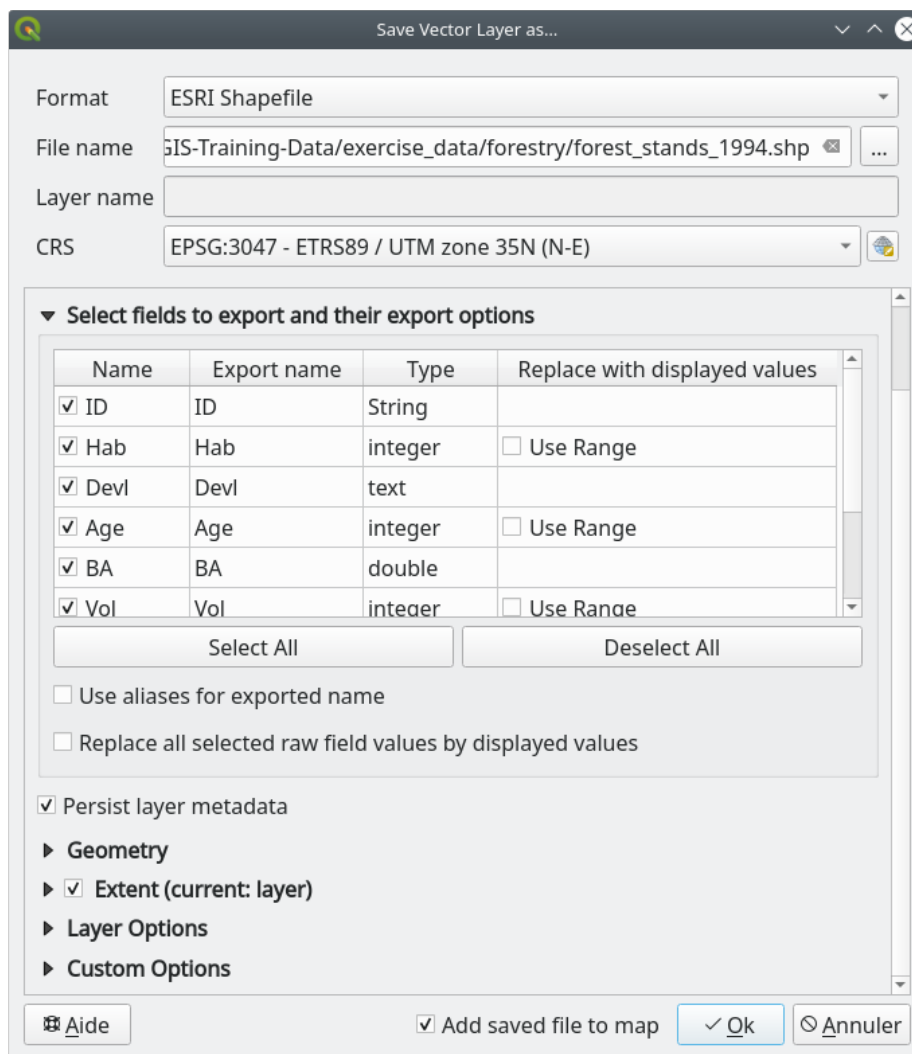 Save Vector Layer as...
Format ESRI Shapefile
File name GIS-Training-Data/exercise_data/forestry/forest_stands_1994.shp ...
Layer name
CRS EPSG:3047 - ETRS89 / UTM zone 35N (N-E)
Select fields to export and their export options
Name Export name Type Replace with displayed values
ID ID String
Hab Hab integer Use Range
Devl Devl text
Age Age integer Use Range
BA BA double
Vol Vol integer Use Range
Select All Deselect All
Use aliases for exported name
Replace all selected raw field values by displayed values
Persist layer metadata
Geometry
Extent (current: layer)
Layer Options
Custom Options
Aide Add saved file to map Ok Annuler